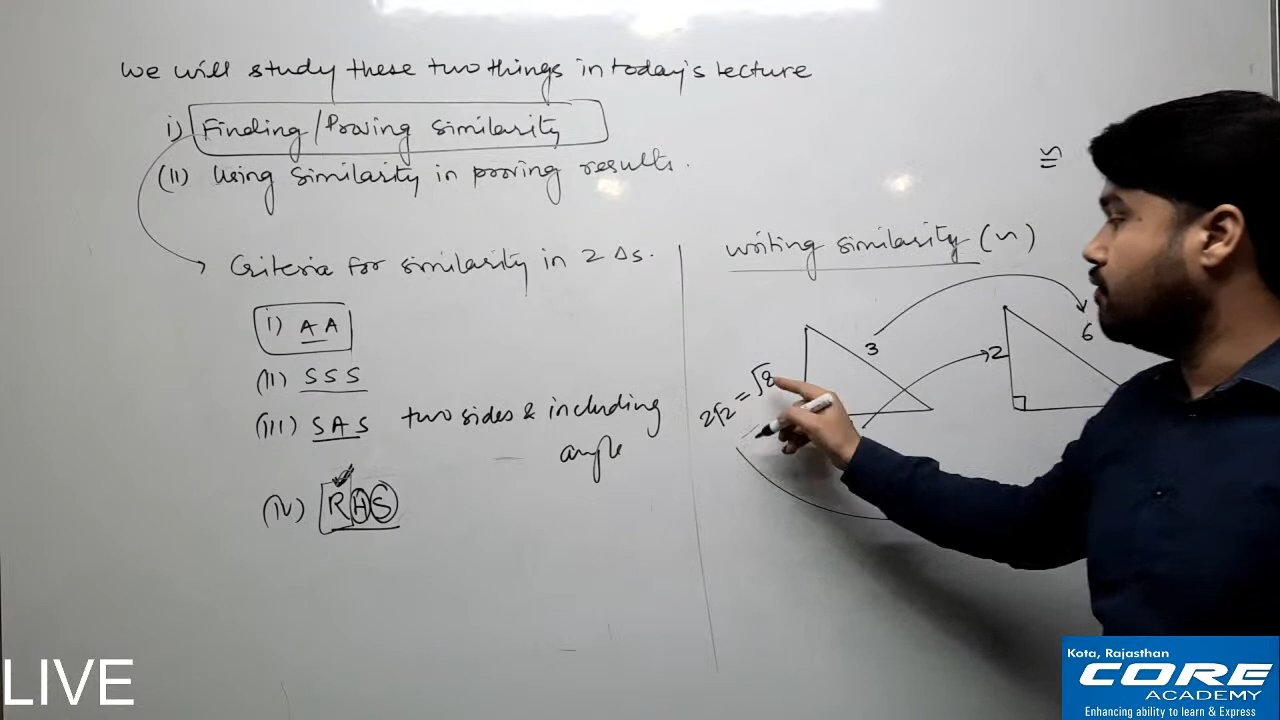 We will study these two things in today's lecture
i) Finding/Proving similarity
(ii) Using similarity in proving results.
Criteria for similarity in 2 Δs.
i) AA
(ii) SSS
(iii) SAS two sides & including angle
(iv) RHS
≅
Writing similarity (~)
3
6
2
2√2 = √8
LIVE
Kota, Rajasthan
CORE
ACADEMY
Enhancing ability to learn & Express